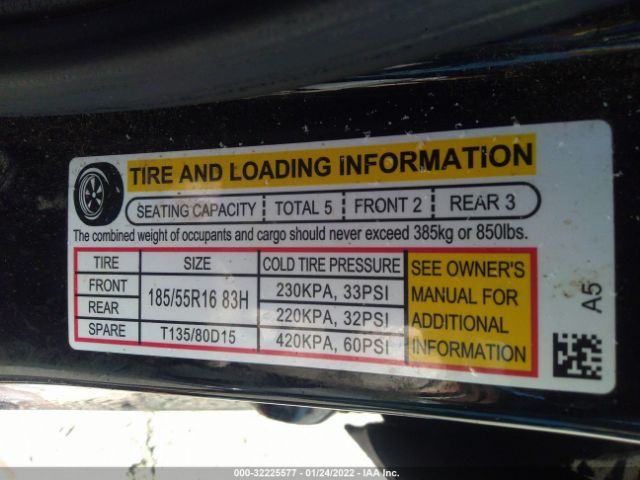 TIRE AND LOADING INFORMATION
SEATING CAPACITY TOTAL 5 FRONT 2 REAR 3
The combined weight of occupants and cargo should never exceed 385kg or 850lbs.
TIRE SIZE COLD TIRE PRESSURE
FRONT 185/55R16 83H 230KPA, 33PSI
REAR 220KPA, 32PSI
SPARE T135/80D15 420KPA, 60PSI
SEE OWNER'S
MANUAL FOR
ADDITIONAL
INFORMATION
A5
000-32225577 - 01/24/2022 - IAA Inc.